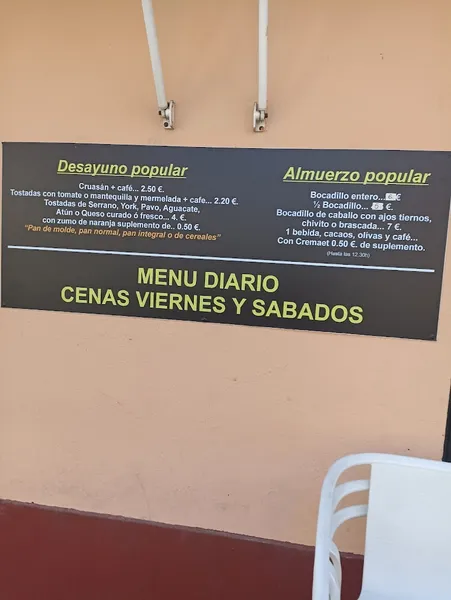 Desayuno popular
Cruasán + café... 2.50 €.
Tostadas con tomate o mantequilla y mermelada + cafe... 2.20 €.
Tostadas de Serrano, York, Pavo, Aguacate,
Atún o Queso curado ó fresco... 4. €.
con zumo de naranja suplemento de.. 0.50 €.
"Pan de molde, pan normal, pan integral o de cereales"
Almuerzo popular
Bocadillo entero... €
½ Bocadillo... €.
Bocadillo de caballo con ajos tiernos,
chivito o brascada... 7 €.
1 bebida, cacaos, olivas y café...
Con Cremaet 0.50 €. de suplemento.
(Hasta las 12,30h)
MENU DIARIO
CENAS VIERNES Y SABADOS